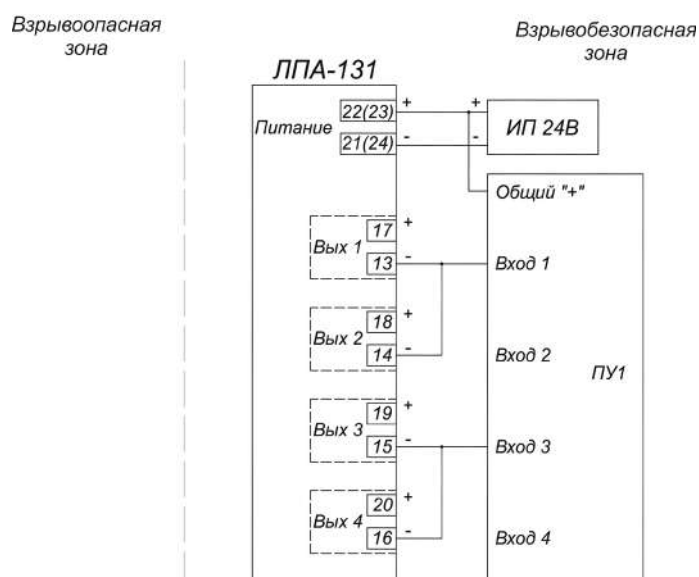 Взрывоопасная
зона
Взрывобезопасная
зона
ЛПА-131
Питание
22(23)
+
+
ИП 24В
21(24)
-
-
Общий "+"
Вых 1
17
+
13
-
Вход 1
Вых 2
18
+
14
-
Вход 2
ПУ1
Вых 3
19
+
15
-
Вход 3
Вых 4
20
+
16
-
Вход 4